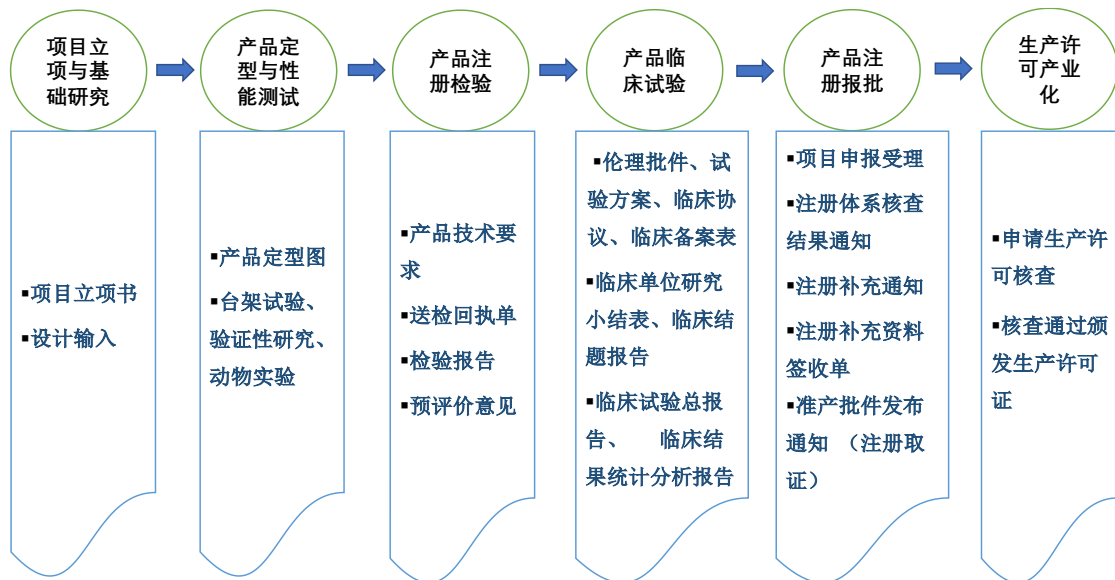 项目立
项与基
础研究
产品定
型与性
能测试
产品注
册检验
产品临
床试验
产品注
册报批
生产许
可产业
化
▪项目立项书
▪设计输入
▪产品定型图
▪台架试验、
验证性研究、
动物实验
▪产品技术要
求
▪送检回执单
▪检验报告
▪预评价意见
▪伦理批件、试
验方案、临床协
议、临床备案表
▪临床单位研究
小结表、临床结
题报告
▪临床试验总报
告、 临床结
果统计分析报告
▪项目申报受理
▪注册体系核查
结果通知
▪注册补充通知
▪注册补充资料
签收单
▪准产批件发布
通知 （注册取
证）
▪申请生产许
可核查
▪核查通过颁
发生产许可
证